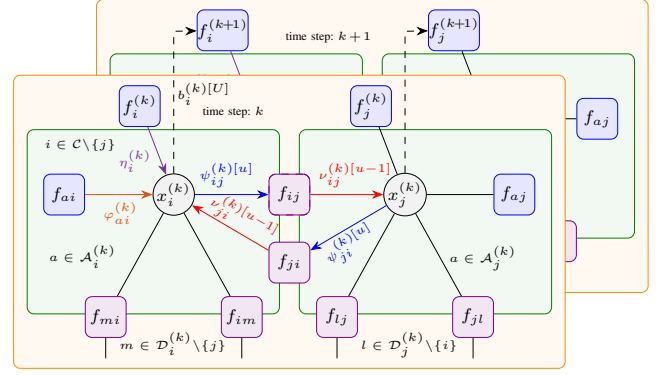 f_i^{(k+1)}
f_j^{(k+1)}
time step: k + 1
b_i^{(k)[U]}
time step: k
f_i^{(k)}
f_j^{(k)}
f_{aj}
i ∈ C\{j}
η_i^{(k)}
ψ_{ij}^{(k)[u]}
ν_{ij}^{(k)[u−1]}
f_{ai}
x_i^{(k)}
f_{ij}
x_j^{(k)}
f_{aj}
φ_{ai}^{(k)}
ν_{ji}^{(k)[u−1]}
ψ_{ji}^{(k)[u]}
a ∈ A_i^{(k)}
f_{ji}
a ∈ A_j^{(k)}
f_{mi}
f_{im}
f_{lj}
f_{jl}
m ∈ D_i^{(k)}\{j}
l ∈ D_j^{(k)}\{i}